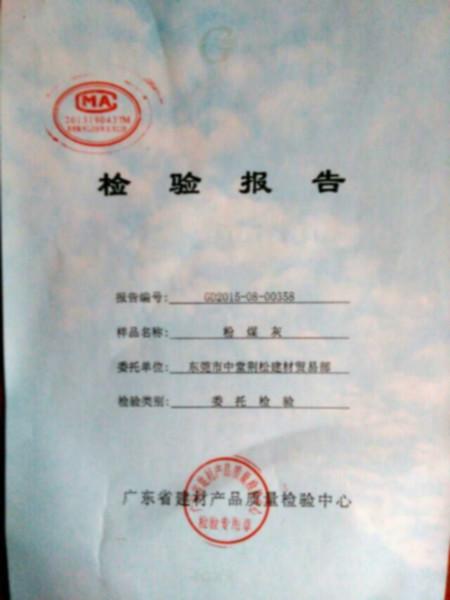 G
CMA
2013190437M
检验报告
报告编号: GD2015-08-00358
样品名称: 粉煤灰
委托单位: 东莞市中堂荆松建材贸易部
检验类别: 委托检验
广东省建材产品质量检验中心
检验专用章